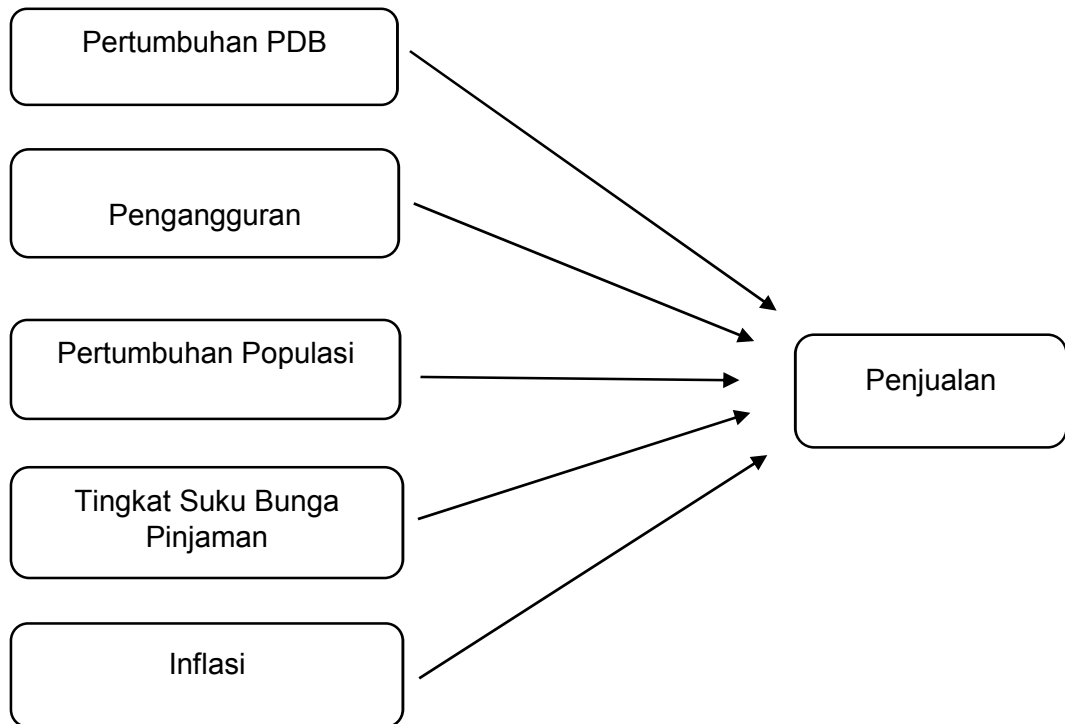 Pertumbuhan PDB
Pengangguran
Pertumbuhan Populasi
Tingkat Suku Bunga
Pinjaman
Inflasi
Penjualan